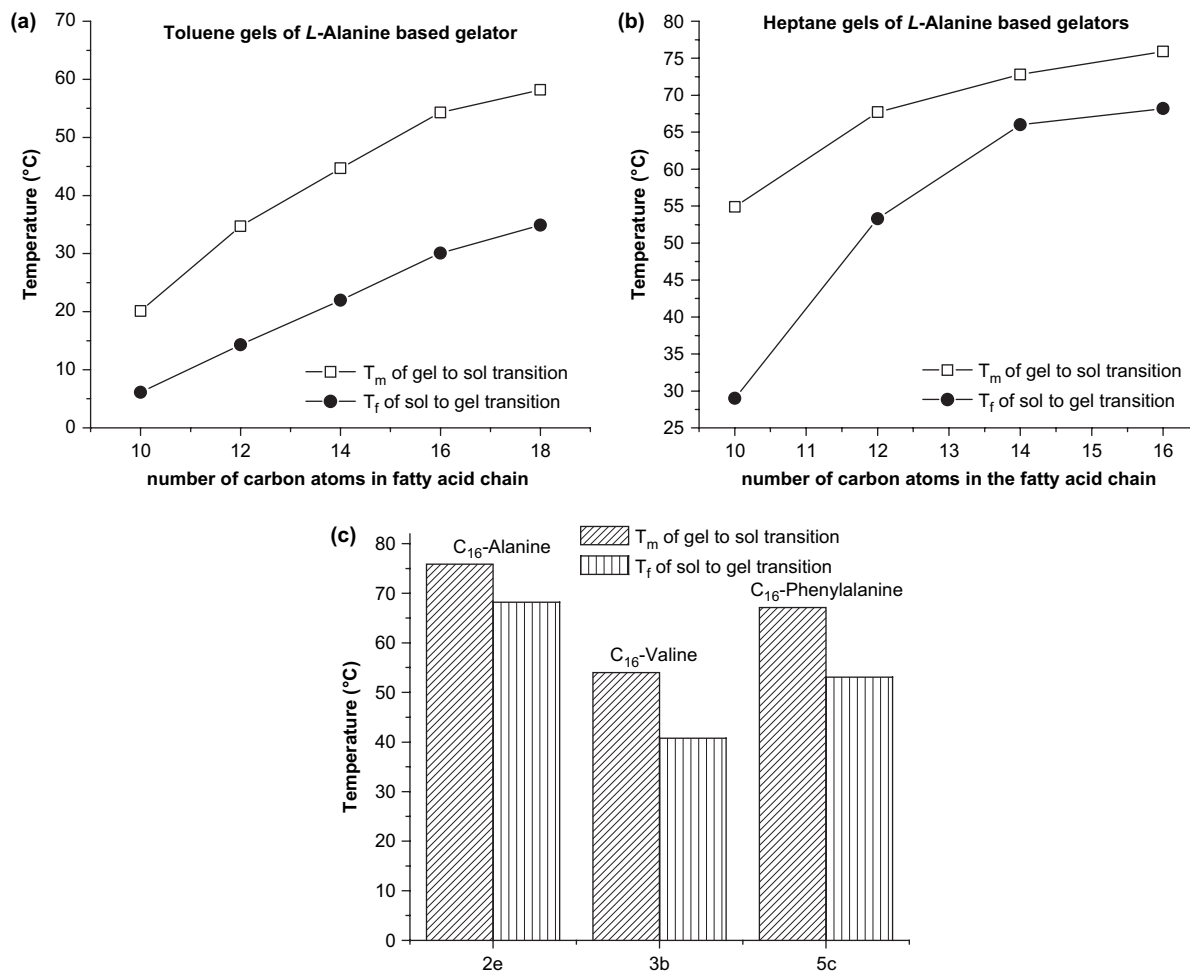 (a)
Toluene gels of L-Alanine based gelator
70
60
50
40
30
20
10
0
Temperature (°C)
Tm of gel to sol transition
Tf of sol to gel transition
10 12 14 16 18
number of carbon atoms in fatty acid chain
(b)
Heptane gels of L-Alanine based gelators
80
75
70
65
60
55
50
45
40
35
30
25
Temperature (°C)
Tm of gel to sol transition
Tf of sol to gel transition
10 11 12 13 14 15 16
number of carbon atoms in the fatty acid chain
(c)
Tm of gel to sol transition
Tf of sol to gel transition
C16-Alanine
C16-Valine
C16-Phenylalanine
80
70
60
50
40
30
20
10
0
Temperature (°C)
2e 3b 5c